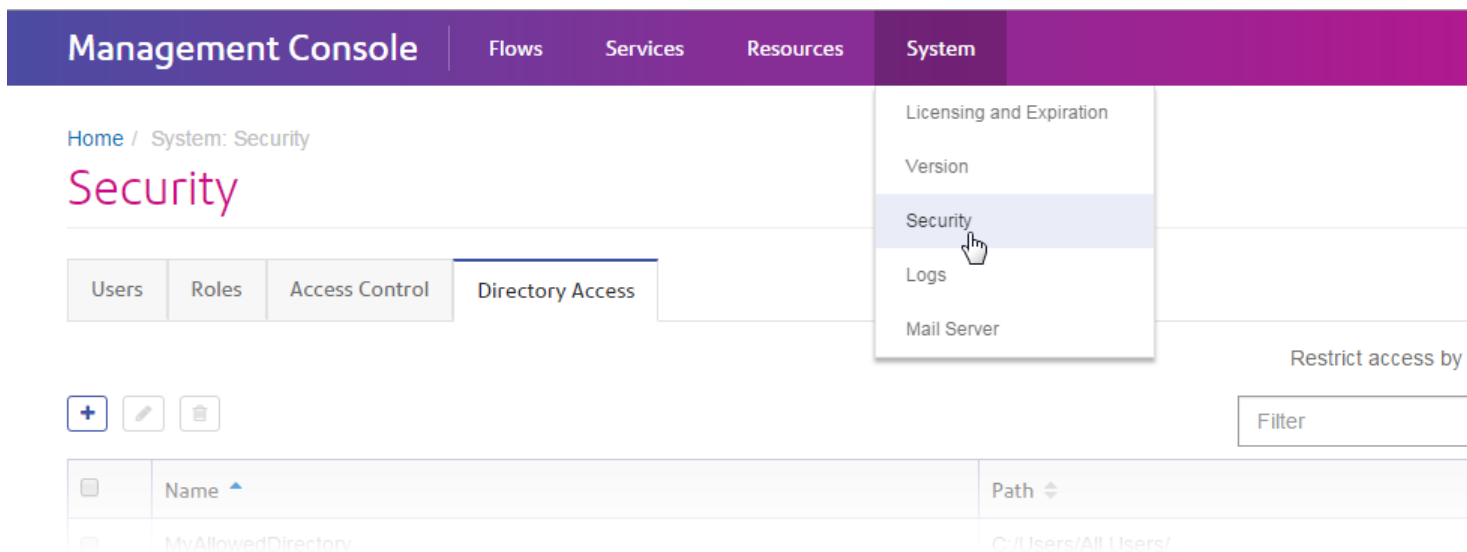 Management Console Flows Services Resources System
Licensing and Expiration
Home / System: Security
Version
Security
Security
Logs
Users Roles Access Control Directory Access
Mail Server
Restrict access by
+
Filter
Name Path
MyAllowedDirectory C:/Users/All Users/